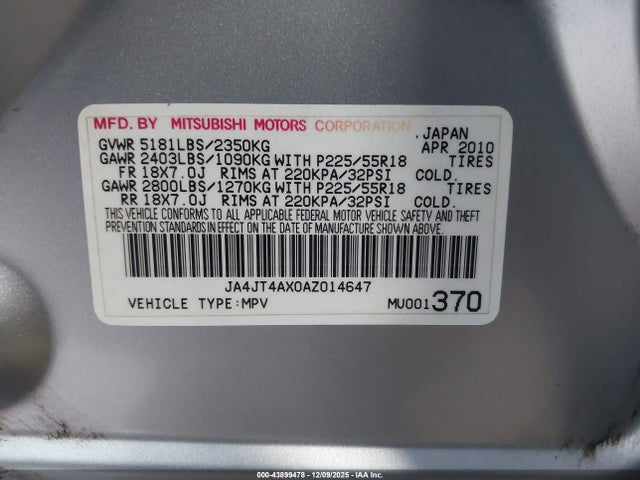 MFD. BY MITSUBISHI MOTORS CORPORATION, JAPAN
GVWR 5181LBS/2350KG APR 2010
GAWR 2403LBS/1090KG WITH P225/55R18 TIRES
FR 18X7.0J RIMS AT 220KPA/32PSI COLD.
GAWR 2800LBS/1270KG WITH P225/55R18 TIRES
RR 18X7.0J RIMS AT 220KPA/32PSI COLD.
THIS VEHICLE CONFORMS TO ALL APPLICABLE FEDERAL MOTOR VEHICLE SAFETY AND THEFT
PREVENTION STANDARDS IN EFFECT ON THE DATE OF MANUFACTURE SHOWN ABOVE.
JA4JT4AX0AZ014647
VEHICLE TYPE:MPV MU001370
000-43899478 - 12/09/2025 - IAA Inc.